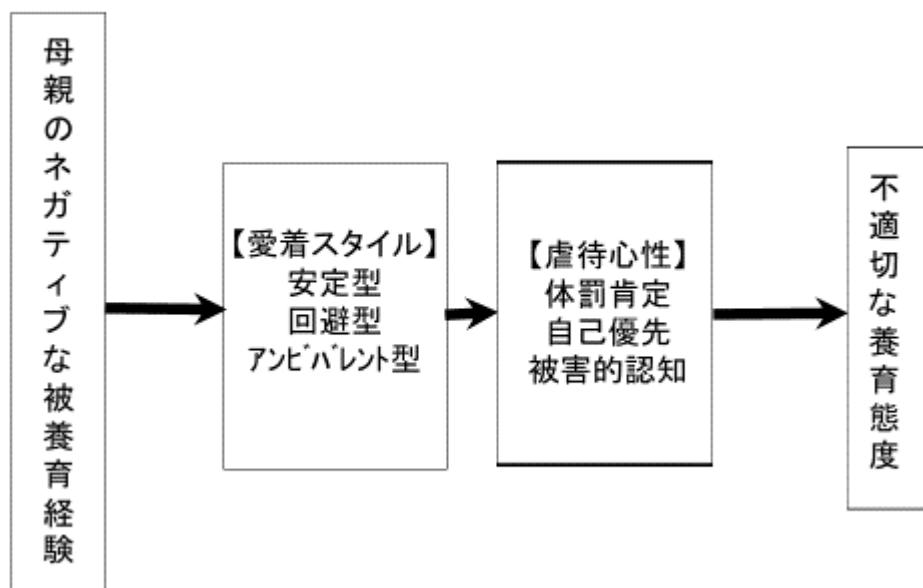 母親のネガティブな被養育経験
【愛着スタイル】
安定型
回避型
ｱﾝﾋﾞﾊﾞﾚﾝﾄ型
【虐待心性】
体罰肯定
自己優先
被害的認知
不適切な養育態度